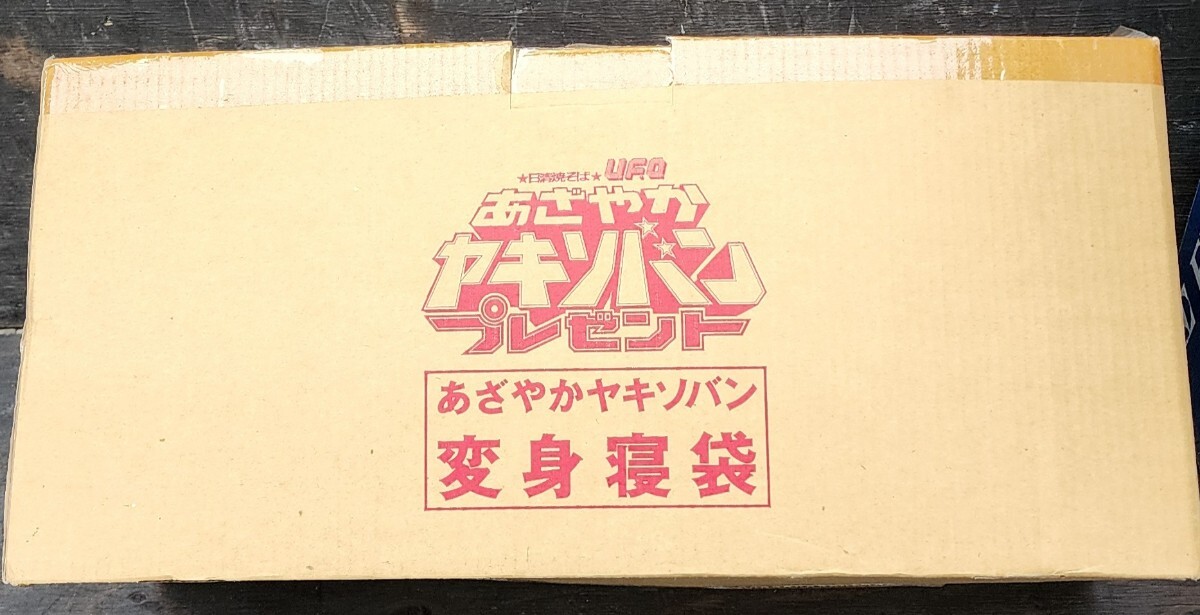 ★日清焼そば★ U.F.O
あざやか
ヤキソバン
プレゼント
あざやかヤキソバン
変身寝袋